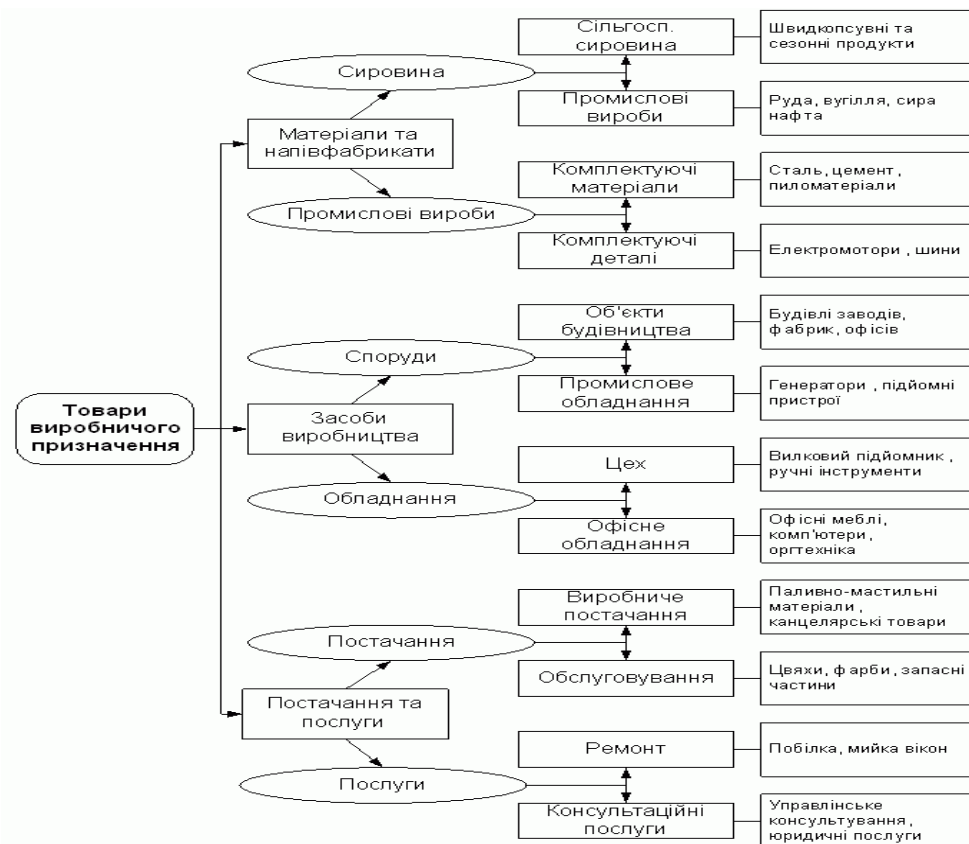 Сільгосп.
сировина
Швидкопсувні та
сезонні продукти
Сировина
Промислові
вироби
Руда, вугілля, сира
нафта
Матеріали та
напівфабрикати
Комплектуючі
матеріали
Сталь, цемент,
пиломатеріали
Промислові вироби
Комплектуючі
деталі
Електромотори , шини
Об'єкти
будівництва
Будівлі заводів,
фабрик, офісів
Споруди
Промислове
обладнання
Генератори , підйомні
пристрої
Товари
виробничого
призначення
Засоби
виробництва
Цех
Вилковий підйомник ,
ручні інструменти
Обладнання
Офісне
обладнання
Офісні меблі,
комп'ютери,
оргтехніка
Виробниче
постачання
Паливно-мастильні
матеріали ,
канцелярські товари
Постачання
Обслуговування
Цвяхи, фарби, запасні
частини
Постачання та
послуги
Ремонт
Побілка, мийка вікон
Послуги
Консультаційні
послуги
Управлінське
консультування ,
юридичні послуги